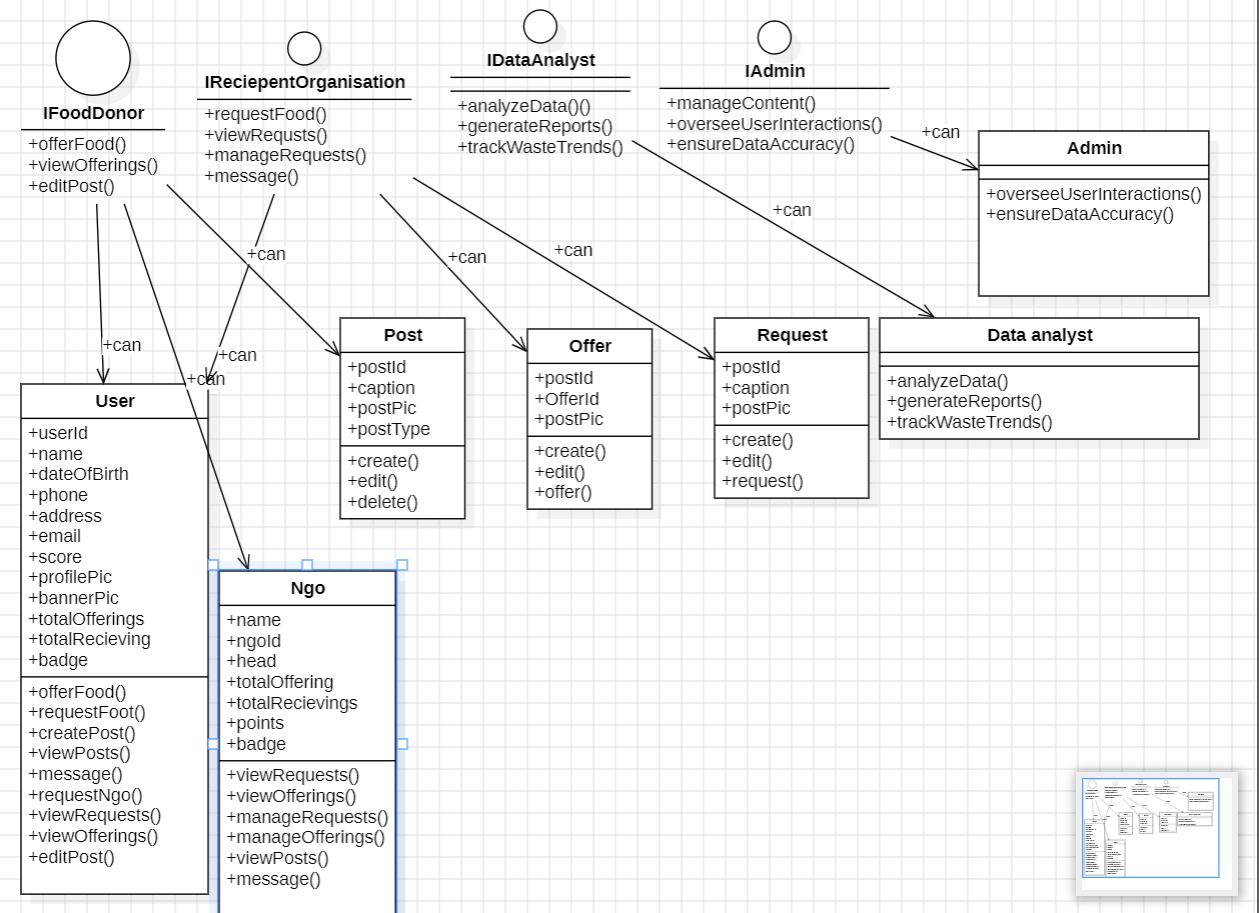 IFoodDonor
+offerFood()
+viewOfferings()
+editPost()
IReciepentOrganisation
+requestFood()
+viewRequsts()
+manageRequests()
+message()
IDataAnalyst
+analyzeData()()
+generateReports()
+trackWasteTrends()
IAdmin
+manageContent()
+overseeUserInteractions()
+ensureDataAccuracy()
+can
Admin
+overseeUserInteractions()
+ensureDataAccuracy()
+can
+can
+can
+can
+can
+can
+can
Post
+postId
+caption
+postPic
+postType
+create()
+edit()
+delete()
Offer
+postId
+OfferId
+postPic
+create()
+edit()
+offer()
Request
+postId
+caption
+postPic
+create()
+edit()
+request()
Data analyst
+analyzeData()
+generateReports()
+trackWasteTrends()
User
+userId
+name
+dateOfBirth
+phone
+address
+email
+score
+profilePic
+bannerPic
+totalOfferings
+totalRecieving
+badge
+offerFood()
+requestFoot()
+createPost()
+viewPosts()
+message()
+requestNgo()
+viewRequests()
+viewOfferings()
+editPost()
Ngo
+name
+ngoId
+head
+totalOffering
+totalRecievings
+points
+badge
+viewRequests()
+viewOfferings()
+manageRequests()
+manageOfferings()
+viewPosts()
+message()